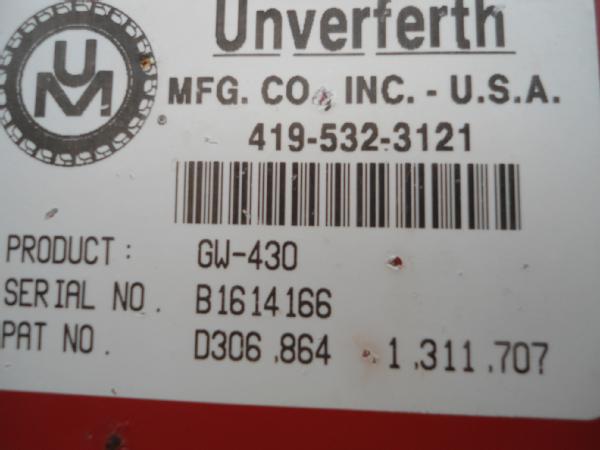 UM
Unverferth
MFG. CO. INC. - U.S.A.
®
419-532-3121
PRODUCT: GW-430
SERIAL NO. B1614166
PAT NO. D306,864 1,311,707